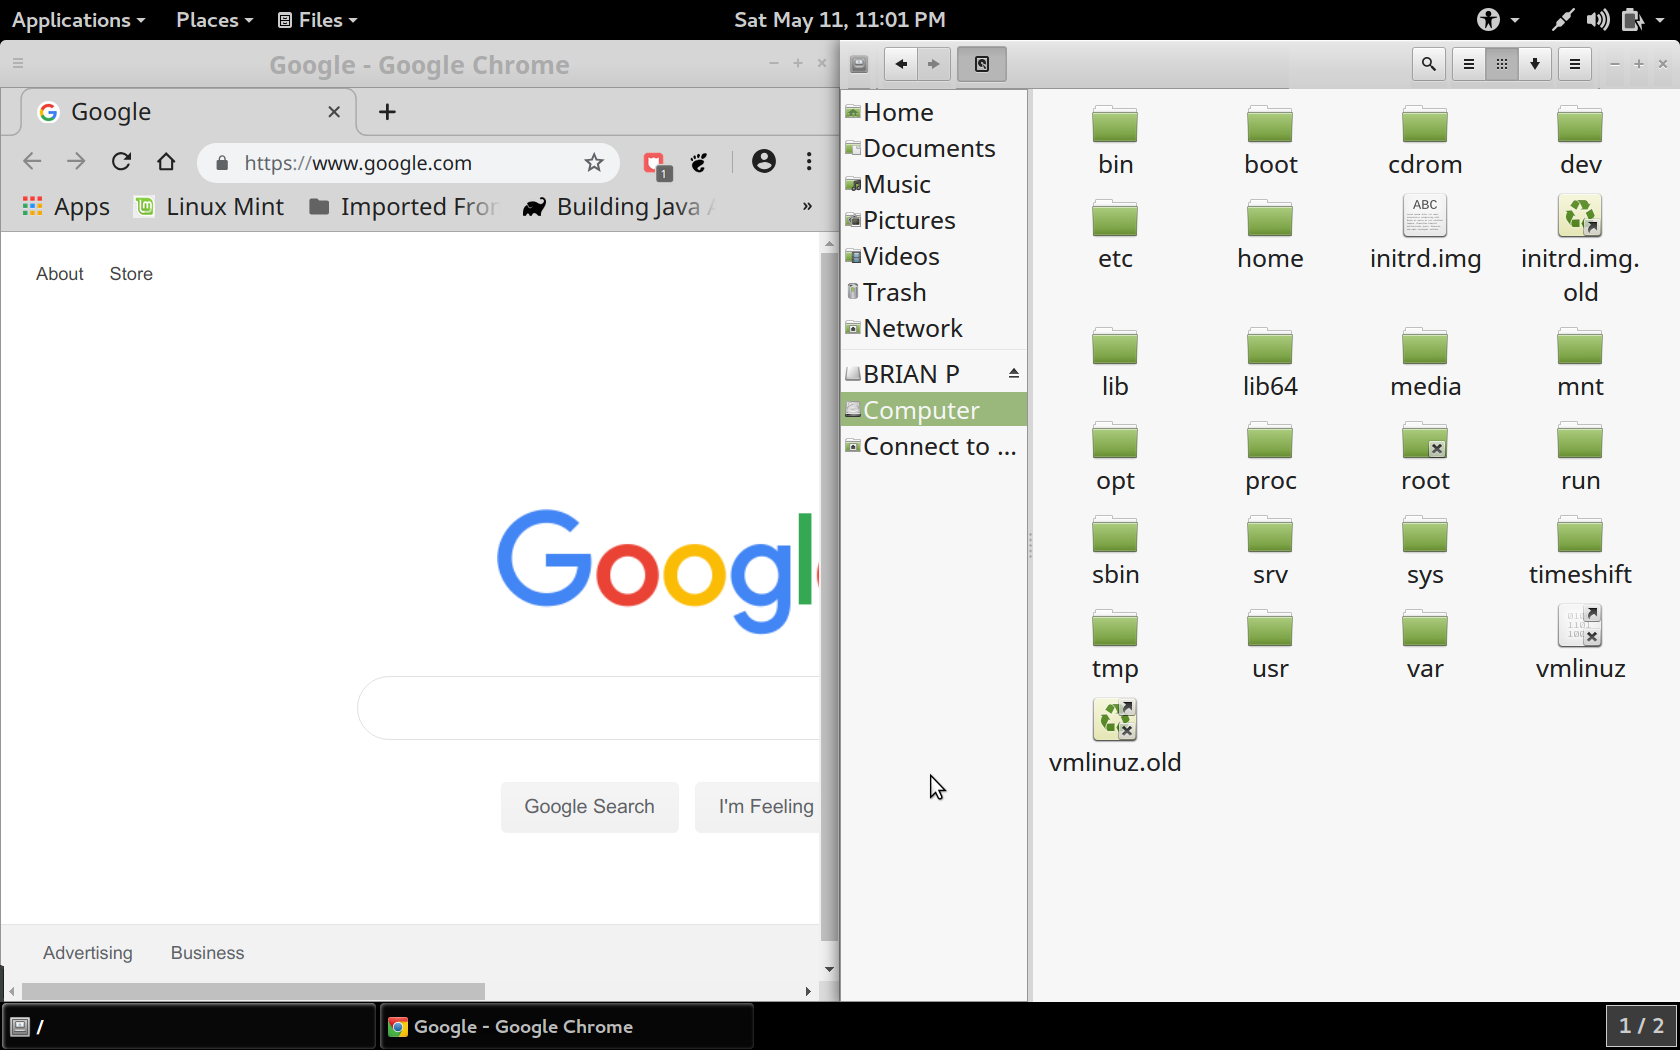 Applications Places Files Sat May 11, 11:01 PM
Google - Google Chrome
Google
https://www.google.com
1
Apps Linux Mint Imported Fror Building Java
About Store
Google
Google Search I'm Feeling
Advertising Business
Home
Documents
Music
Pictures
Videos
Trash
Network
BRIAN P
Computer
Connect to ...
bin boot cdrom dev
ABC
etc home initrd.img initrd.img.
old
lib lib64 media mnt
opt proc root run
sbin srv sys timeshift
tmp usr var vmlinuz
vmlinuz.old
/ Google - Google Chrome 1 / 2